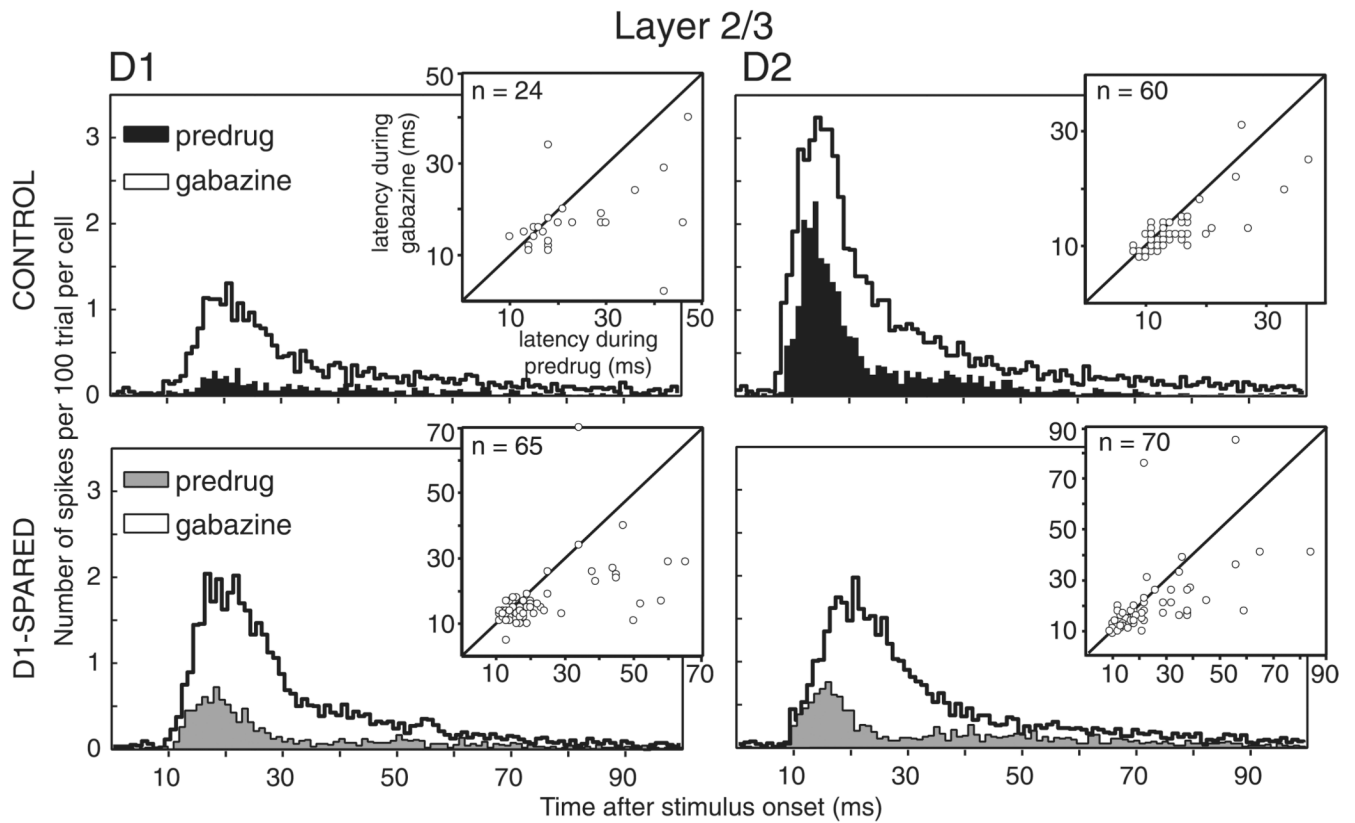 Layer 2/3
D1
D2
CONTROL
D1-SPARED
Number of spikes per 100 trial per cell
3
2
1
0
predrug
gabazine
n = 24
50
30
10
latency during
gabazine (ms)
10 30 50
latency during
predrug (ms)
n = 60
30
10
10 30
3
2
1
0
predrug
gabazine
n = 65
70
50
30
10
10 30 50 70
n = 70
90
70
50
30
10
10 30 50 70 90
10 30 50 70 90
10 30 50 70 90
Time after stimulus onset (ms)